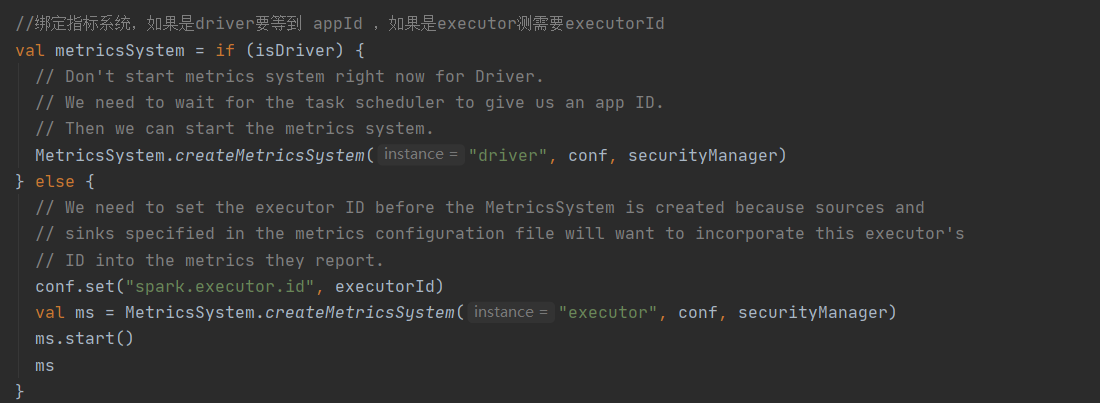 //绑定指标系统，如果是driver要等到 appId ，如果是executor测需要executorId
val metricsSystem = if (isDriver) {
  // Don't start metrics system right now for Driver.
  // We need to wait for the task scheduler to give us an app ID.
  // Then we can start the metrics system.
  MetricsSystem.createMetricsSystem( instance = "driver", conf, securityManager)
} else {
  // We need to set the executor ID before the MetricsSystem is created because sources and
  // sinks specified in the metrics configuration file will want to incorporate this executor's
  // ID into the metrics they report.
  conf.set("spark.executor.id", executorId)
  val ms = MetricsSystem.createMetricsSystem( instance = "executor", conf, securityManager)
  ms.start()
  ms
}